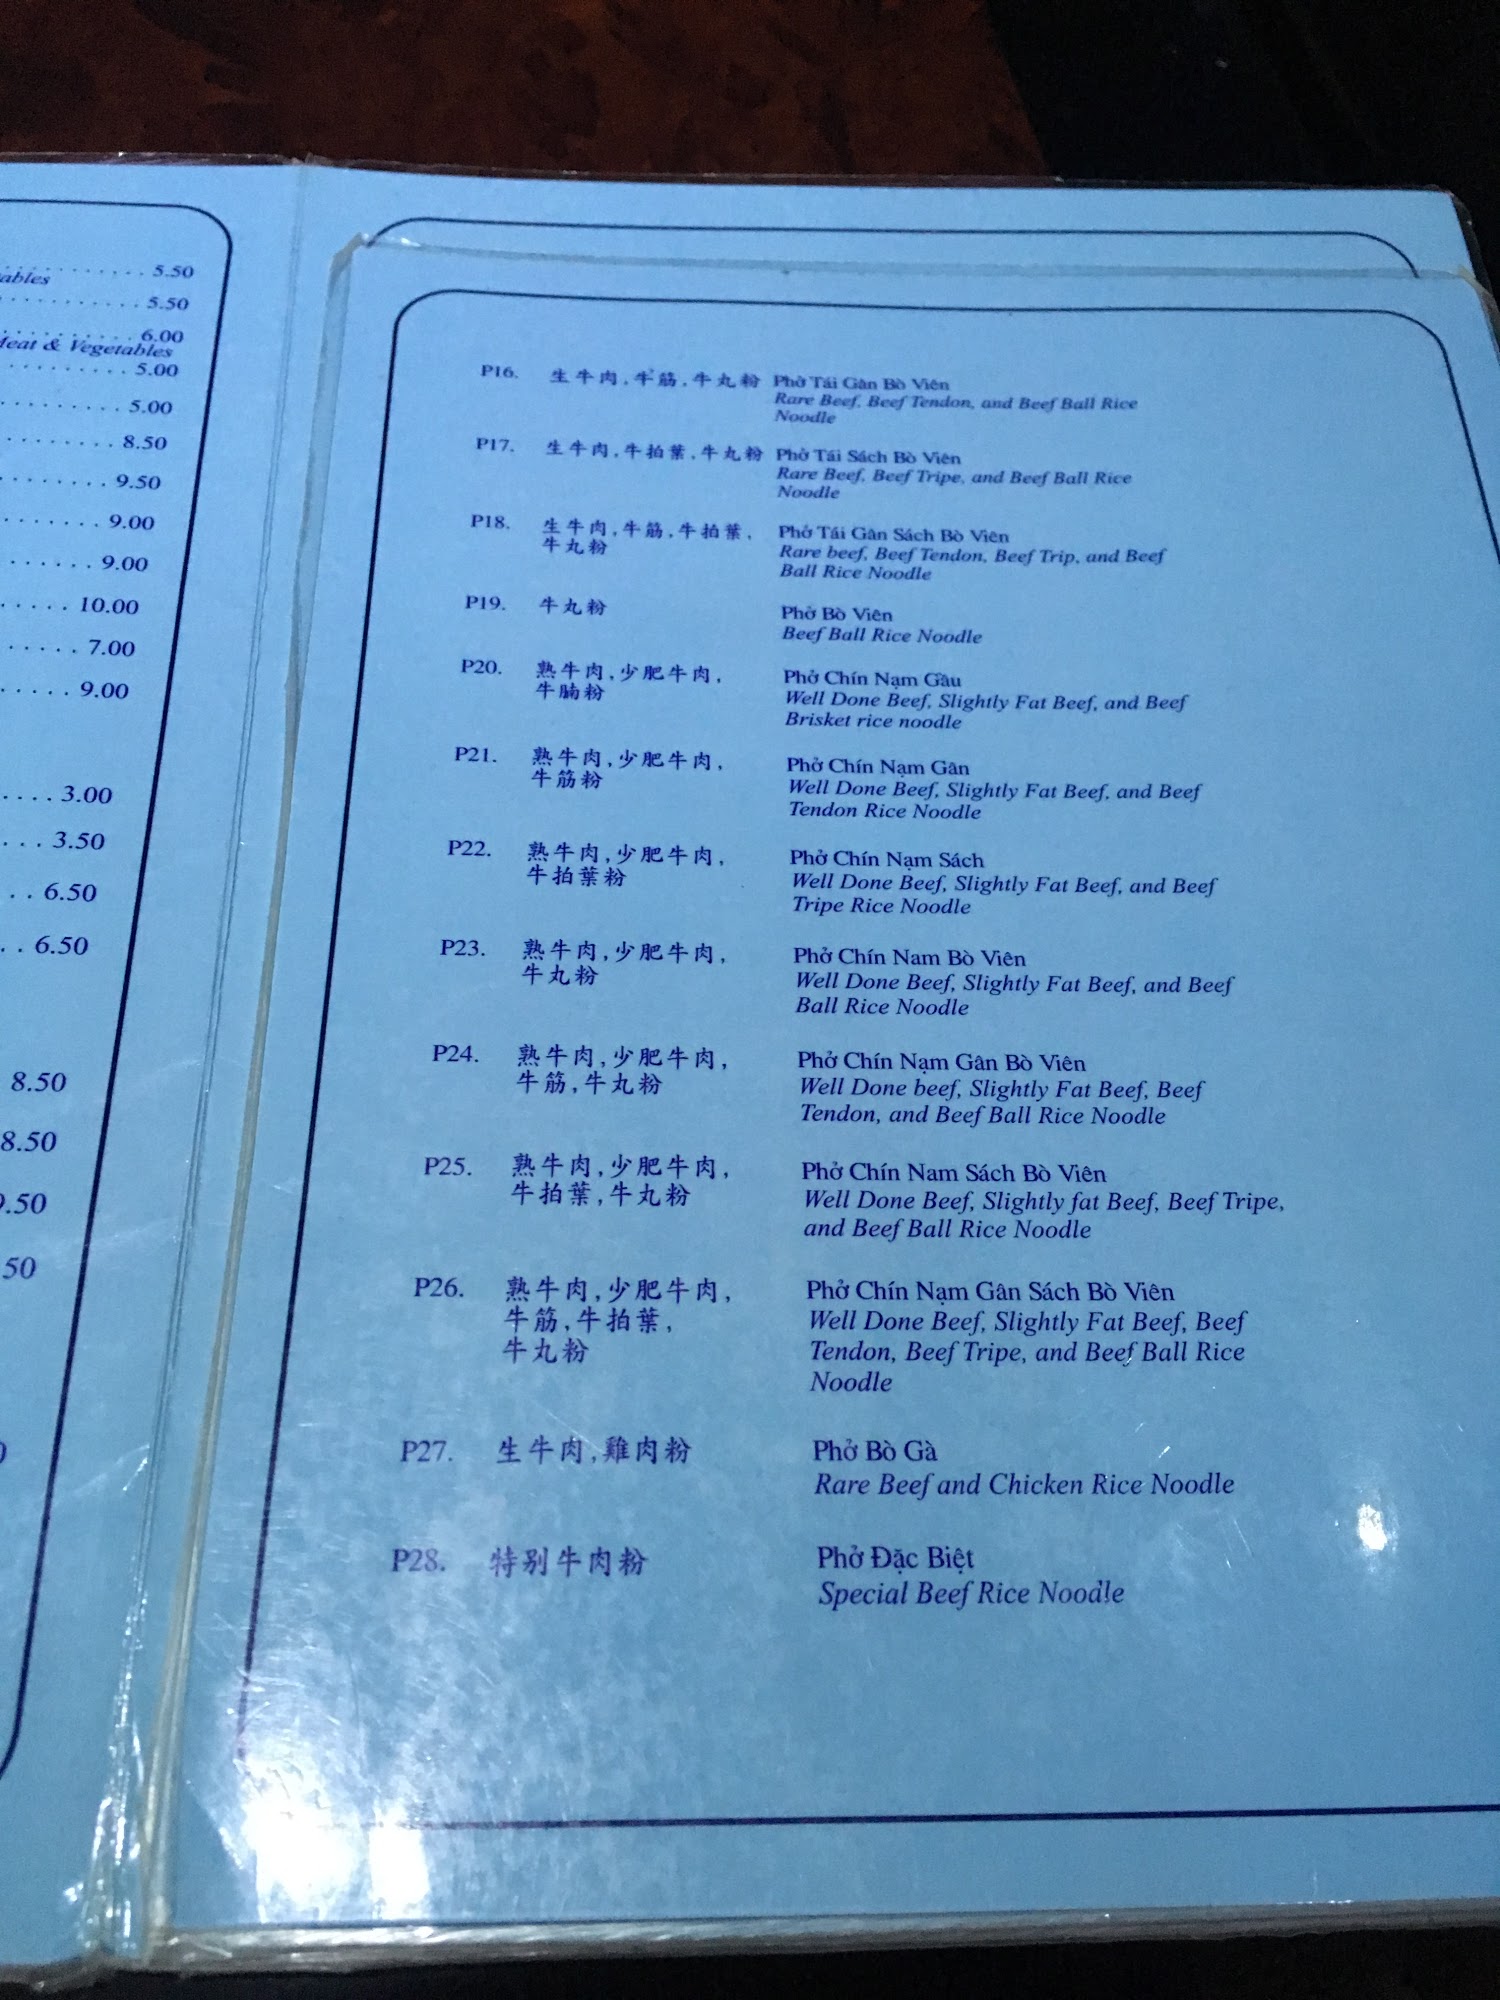 5.50
ables
5.50
6.00
Meat & Vegetables
5.00
5.00
8.50
9.50
9.00
9.00
10.00
7.00
9.00
3.00
3.50
6.50
6.50
8.50
8.50
9.50
50
P16. 生牛肉,牛筋,牛丸粉 Phở Tái Gân Bò Viên
Rare Beef, Beef Tendon, and Beef Ball Rice
Noodle
P17. 生牛肉,牛拍葉,牛丸粉 Phở Tái Sách Bò Viên
Rare Beef, Beef Tripe, and Beef Ball Rice
Noodle
P18. 生牛肉,牛筋,牛拍葉, Phở Tái Gân Sách Bò Viên
牛丸粉 Rare beef, Beef Tendon, Beef Trip, and Beef
Ball Rice Noodle
P19. 牛丸粉 Phở Bò Viên
Beef Ball Rice Noodle
P20. 熟牛肉,少肥牛肉, Phở Chín Nạm Gầu
牛腩粉 Well Done Beef, Slightly Fat Beef, and Beef
Brisket rice noodle
P21. 熟牛肉,少肥牛肉, Phở Chín Nạm Gân
牛筋粉 Well Done Beef, Slightly Fat Beef, and Beef
Tendon Rice Noodle
P22. 熟牛肉,少肥牛肉, Phở Chín Nạm Sách
牛拍葉粉 Well Done Beef, Slightly Fat Beef, and Beef
Tripe Rice Noodle
P23. 熟牛肉,少肥牛肉, Phở Chín Nam Bò Viên
牛丸粉 Well Done Beef, Slightly Fat Beef, and Beef
Ball Rice Noodle
P24. 熟牛肉,少肥牛肉, Phở Chín Nạm Gân Bò Viên
牛筋,牛丸粉 Well Done beef, Slightly Fat Beef, Beef
Tendon, and Beef Ball Rice Noodle
P25. 熟牛肉,少肥牛肉, Phở Chín Nam Sách Bò Viên
牛拍葉,牛丸粉 Well Done Beef, Slightly fat Beef, Beef Tripe,
and Beef Ball Rice Noodle
P26. 熟牛肉,少肥牛肉, Phở Chín Nạm Gân Sách Bò Viên
牛筋,牛拍葉, Well Done Beef, Slightly Fat Beef, Beef
牛丸粉 Tendon, Beef Tripe, and Beef Ball Rice
Noodle
P27. 生牛肉,雞肉粉 Phở Bò Gà
Rare Beef and Chicken Rice Noodle
P28. 特別牛肉粉 Phở Đặc Biệt
Special Beef Rice Noodle